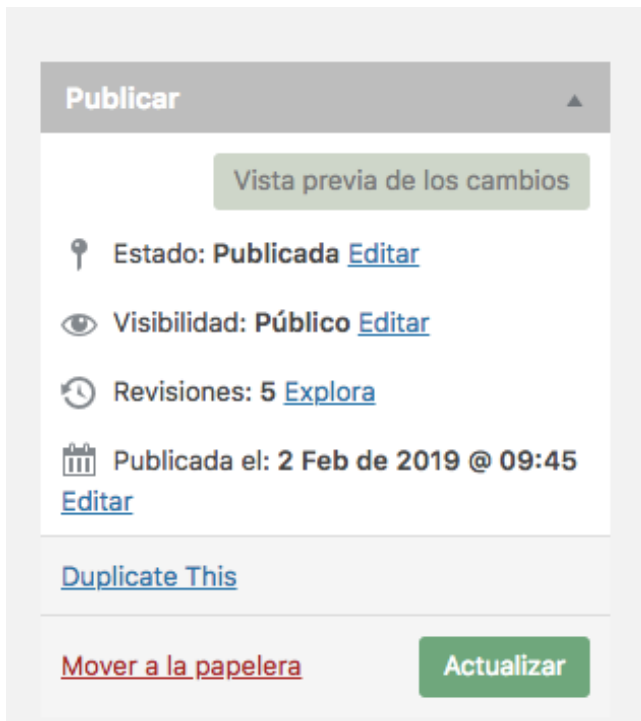 Publicar
Vista previa de los cambios
Estado: Publicada Editar
Visibilidad: Público Editar
Revisiones: 5 Explora
Publicada el: 2 Feb de 2019 @ 09:45
Editar
Duplicate This
Mover a la papelera Actualizar